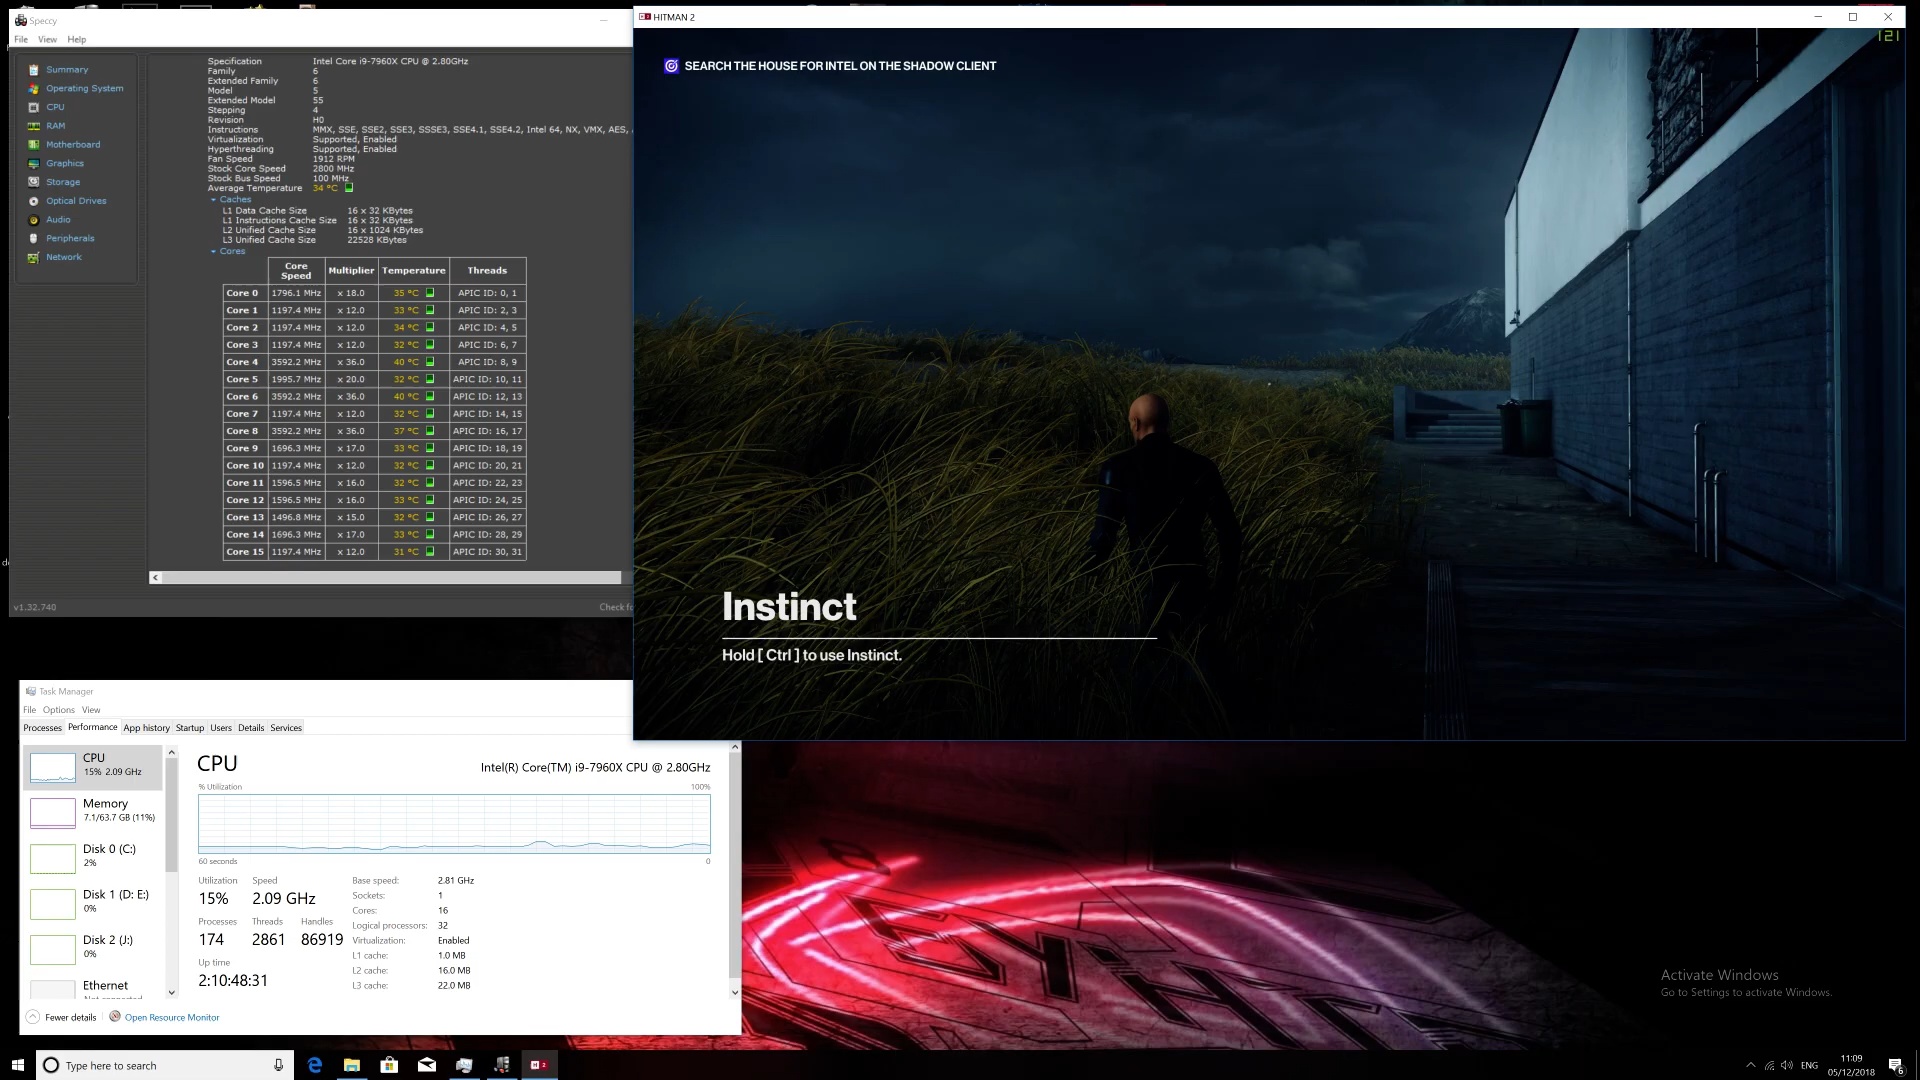 Speccy
File View Help
Summary
Operating System
CPU
RAM
Motherboard
Graphics
Storage
Optical Drives
Audio
Peripherals
Network
Specification Intel Core i9-7960X CPU @ 2.80GHz
Family 6
Extended Family 6
Model 5
Extended Model 55
Stepping 4
Revision H0
Instructions MMX, SSE, SSE2, SSE3, SSSE3, SSE4.1, SSE4.2, Intel 64, NX, VMX, AES,
Virtualization Supported, Enabled
Hyperthreading Supported, Enabled
Fan Speed 1912 RPM
Stock Core Speed 2800 MHz
Stock Bus Speed 100 MHz
Average Temperature 34 °C
Caches
L1 Data Cache Size 16 x 32 KBytes
L1 Instructions Cache Size 16 x 32 KBytes
L2 Unified Cache Size 16 x 1024 KBytes
L3 Unified Cache Size 22528 KBytes
Cores
Core Speed Multiplier Temperature Threads
Core 0 1796.1 MHz x 18.0 35 °C APIC ID: 0, 1
Core 1 1197.4 MHz x 12.0 33 °C APIC ID: 2, 3
Core 2 1197.4 MHz x 12.0 34 °C APIC ID: 4, 5
Core 3 1197.4 MHz x 12.0 32 °C APIC ID: 6, 7
Core 4 3592.2 MHz x 36.0 40 °C APIC ID: 8, 9
Core 5 1995.7 MHz x 20.0 32 °C APIC ID: 10, 11
Core 6 3592.2 MHz x 36.0 40 °C APIC ID: 12, 13
Core 7 1197.4 MHz x 12.0 32 °C APIC ID: 14, 15
Core 8 3592.2 MHz x 36.0 37 °C APIC ID: 16, 17
Core 9 1696.3 MHz x 17.0 33 °C APIC ID: 18, 19
Core 10 1197.4 MHz x 12.0 32 °C APIC ID: 20, 21
Core 11 1596.5 MHz x 16.0 32 °C APIC ID: 22, 23
Core 12 1596.5 MHz x 16.0 33 °C APIC ID: 24, 25
Core 13 1496.8 MHz x 15.0 32 °C APIC ID: 26, 27
Core 14 1696.3 MHz x 17.0 33 °C APIC ID: 28, 29
Core 15 1197.4 MHz x 12.0 31 °C APIC ID: 30, 31
v1.32.740 Check fo
HITMAN 2
121
SEARCH THE HOUSE FOR INTEL ON THE SHADOW CLIENT
Instinct
Hold [ Ctrl ] to use Instinct.
Task Manager
File Options View
Processes Performance App history Startup Users Details Services
CPU
15% 2.09 GHz
Memory
7.1/63.7 GB (11%)
Disk 0 (C:)
2%
Disk 1 (D: E:)
0%
Disk 2 (J:)
0%
Ethernet
Not connected
CPU Intel(R) Core(TM) i9-7960X CPU @ 2.80GHz
% Utilization 100%
60 seconds 0
Utilization Speed
15% 2.09 GHz
Processes Threads Handles
174 2861 86919
Up time
2:10:48:31
Base speed: 2.81 GHz
Sockets: 1
Cores: 16
Logical processors: 32
Virtualization: Enabled
L1 cache: 1.0 MB
L2 cache: 16.0 MB
L3 cache: 22.0 MB
Fewer details Open Resource Monitor
Activate Windows
Go to Settings to activate Windows.
Type here to search
ENG
11:09
05/12/2018
6